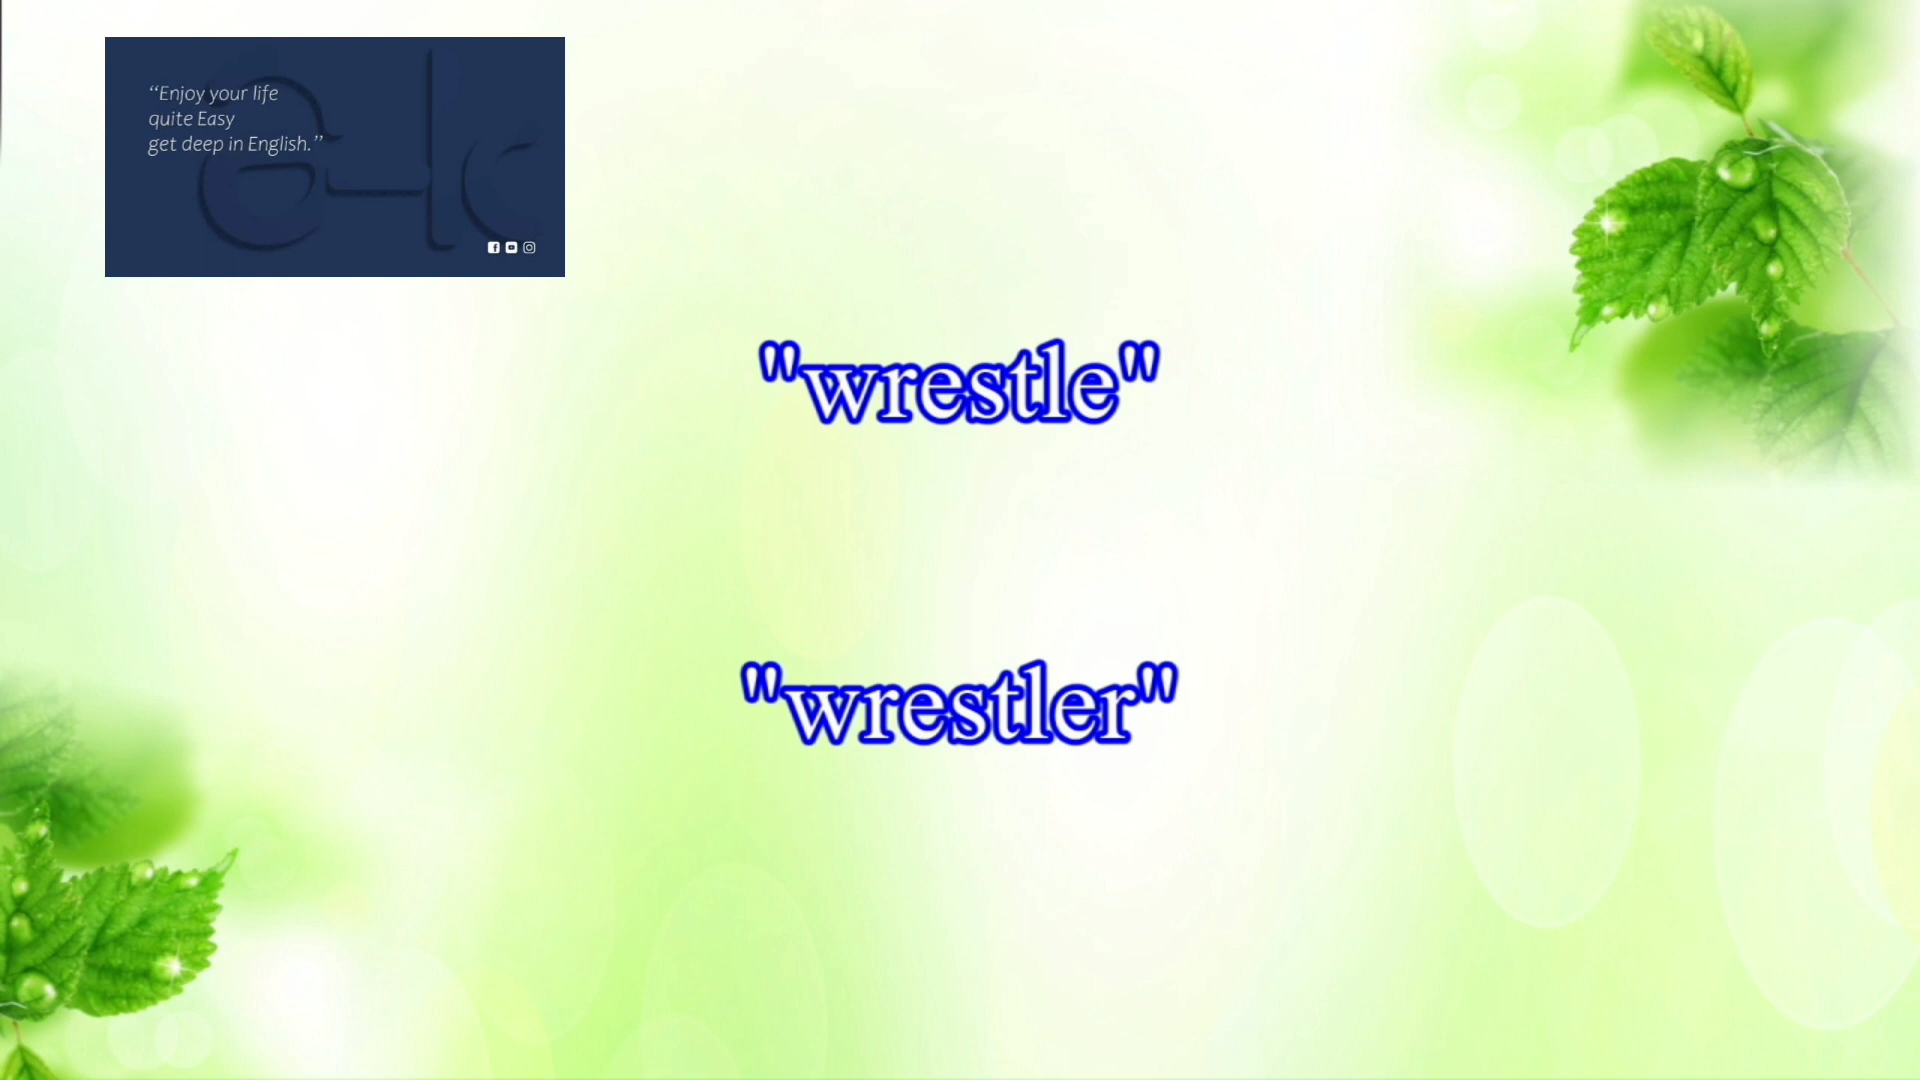 “Enjoy your life
quite Easy
get deep in English.”
"wrestle"
"wrestler"